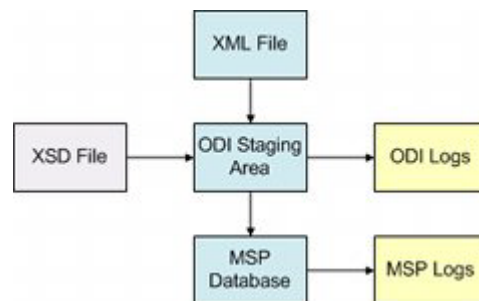 XML File
XSD File
ODI Staging
Area
ODI Logs
MSP
Database
MSP Logs